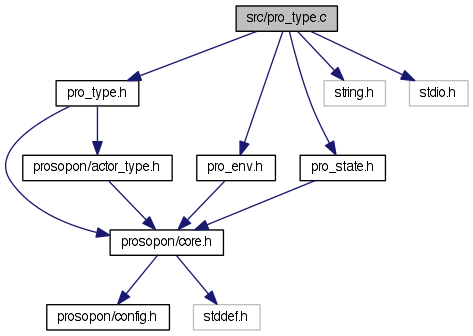 src/pro_type.c
pro_type.h
string.h
stdio.h
prosopon/actor_type.h
pro_env.h
pro_state.h
prosopon/core.h
prosopon/config.h
stddef.h